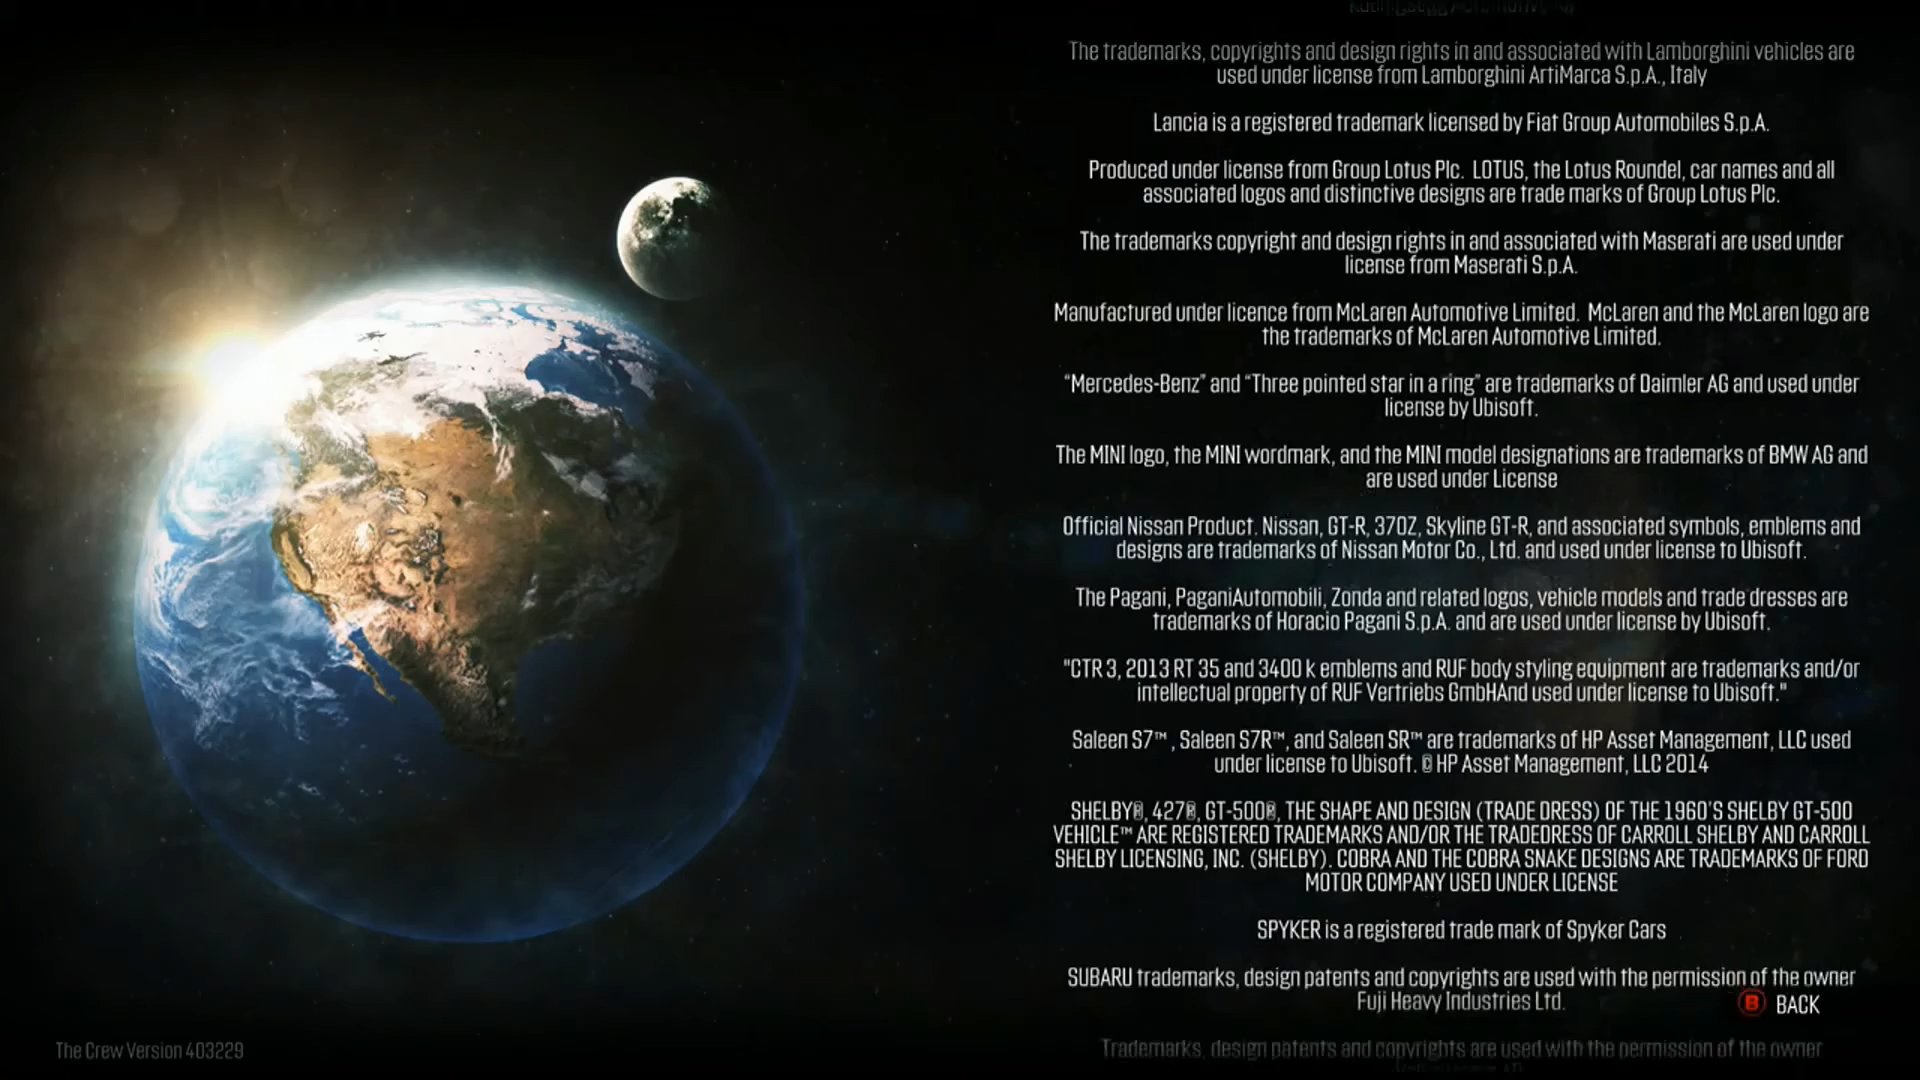 The trademarks, copyrights and design rights in and associated with Lamborghini vehicles are
used under license from Lamborghini ArtiMarca S.p.A., Italy
Lancia is a registered trademark licensed by Fiat Group Automobiles S.p.A.
Produced under license from Group Lotus Plc. LOTUS, the Lotus Roundel, car names and all
associated logos and distinctive designs are trade marks of Group Lotus Plc.
The trademarks copyright and design rights in and associated with Maserati are used under
license from Maserati S.p.A.
Manufactured under licence from McLaren Automotive Limited. McLaren and the McLaren logo are
the trademarks of McLaren Automotive Limited.
“Mercedes-Benz” and “Three pointed star in a ring” are trademarks of Daimler AG and used under
license by Ubisoft.
The MINI logo, the MINI wordmark, and the MINI model designations are trademarks of BMW AG and
are used under License
Official Nissan Product. Nissan, GT-R, 370Z, Skyline GT-R, and associated symbols, emblems and
designs are trademarks of Nissan Motor Co., Ltd. and used under license to Ubisoft.
The Pagani, PaganiAutomobili, Zonda and related logos, vehicle models and trade dresses are
trademarks of Horacio Pagani S.p.A. and are used under license by Ubisoft.
"CTR 3, 2013 RT 35 and 3400 k emblems and RUF body styling equipment are trademarks and/or
intellectual property of RUF Vertriebs GmbHAnd used under license to Ubisoft."
Saleen S7™ , Saleen S7R™, and Saleen SR™ are trademarks of HP Asset Management, LLC used
under license to Ubisoft. © HP Asset Management, LLC 2014
SHELBY®, 427®, GT-500®, THE SHAPE AND DESIGN (TRADE DRESS) OF THE 1960'S SHELBY GT-500
VEHICLE™ ARE REGISTERED TRADEMARKS AND/OR THE TRADEDRESS OF CARROLL SHELBY AND CARROLL
SHELBY LICENSING, INC. (SHELBY). COBRA AND THE COBRA SNAKE DESIGNS ARE TRADEMARKS OF FORD
MOTOR COMPANY USED UNDER LICENSE
SPYKER is a registered trade mark of Spyker Cars
SUBARU trademarks, design patents and copyrights are used with the permission of the owner
Fuji Heavy Industries Ltd.
B BACK
Trademarks, design patents and copyrights are used with the permission of the owner
The Crew Version 403229